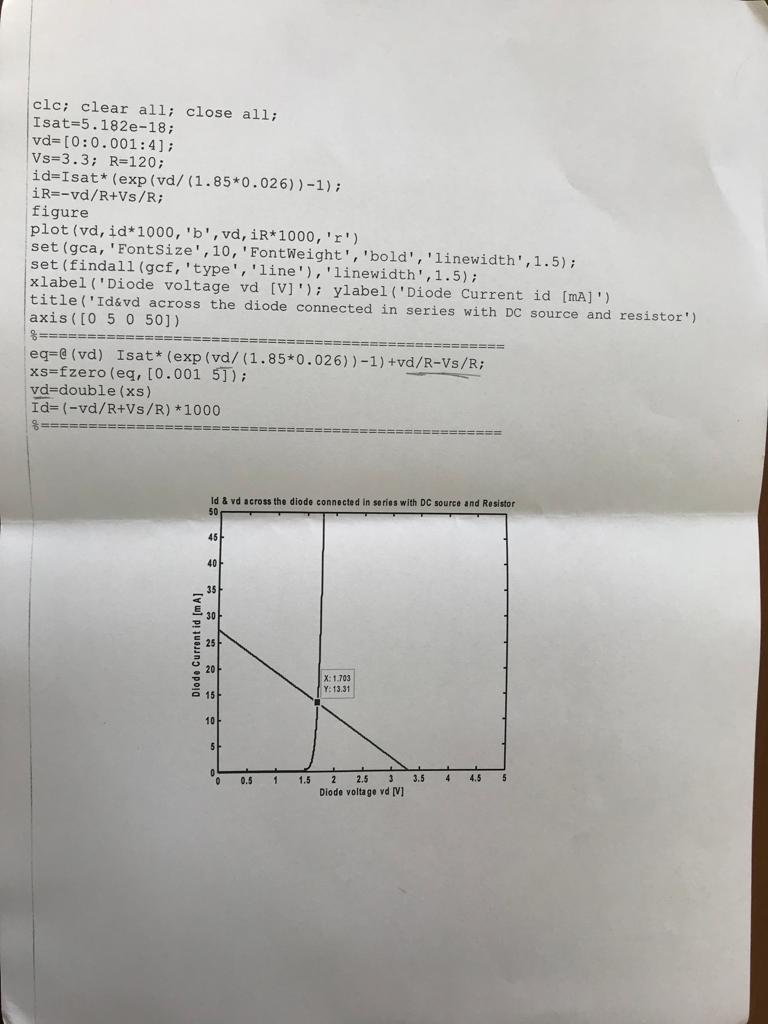 clc; clear all; close all;
Isat=5.182e-18;
vd=[0:0.001:4];
Vs=3.3; R=120;
id=Isat*(exp(vd/(1.85*0.026))-1);
iR=-vd/R+Vs/R;
figure
plot(vd,id*1000,'b',vd,iR*1000,'r')
set(gca,'FontSize',10,'FontWeight','bold','linewidth',1.5);
set(findall(gcf,'type','line'),'linewidth',1.5);
xlabel('Diode voltage vd [V]'); ylabel('Diode Current id [mA]')
title('Id&vd across the diode connected in series with DC source and resistor')
axis([0 5 0 50])
%================================================
eq=@(vd) Isat*(exp(vd/(1.85*0.026))-1)+vd/R-Vs/R;
xs=fzero(eq,[0.001 5]);
vd=double(xs)
Id=(-vd/R+Vs/R)*1000
%================================================
Id & vd across the diode connected in series with DC source and Resistor
50
45
40
35
30
25
20
15
10
5
0
Diode Current id [mA]
X: 1.703
Y: 13.31
0 0.5 1 1.5 2 2.5 3 3.5 4 4.5 5
Diode voltage vd [V]